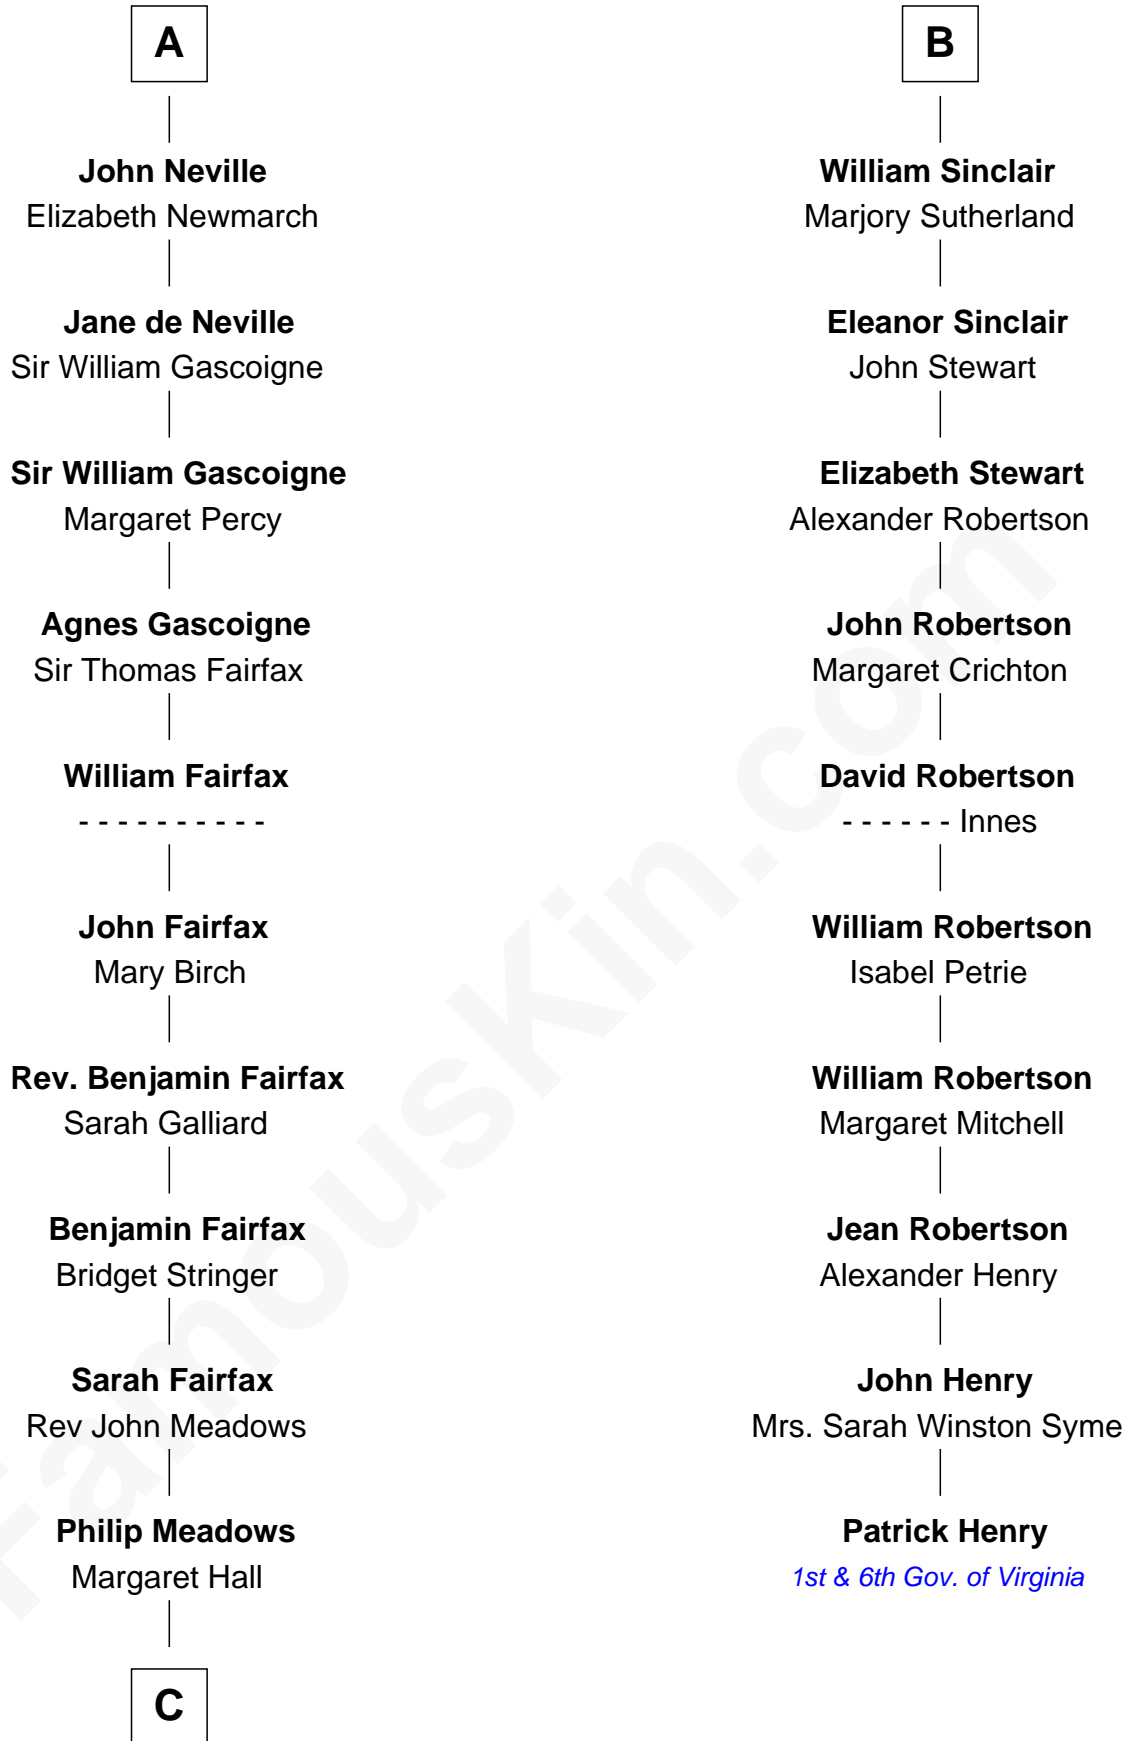 A
John Neville
Elizabeth Newmarch
Jane de Neville
Sir William Gascoigne
Sir William Gascoigne
Margaret Percy
Agnes Gascoigne
Sir Thomas Fairfax
William Fairfax
- - - - - - - - - -
John Fairfax
Mary Birch
Rev. Benjamin Fairfax
Sarah Galliard
Benjamin Fairfax
Bridget Stringer
Sarah Fairfax
Rev John Meadows
Philip Meadows
Margaret Hall
C
B
William Sinclair
Marjory Sutherland
Eleanor Sinclair
John Stewart
Elizabeth Stewart
Alexander Robertson
John Robertson
Margaret Crichton
David Robertson
- - - - - - Innes
William Robertson
Isabel Petrie
William Robertson
Margaret Mitchell
Jean Robertson
Alexander Henry
John Henry
Mrs. Sarah Winston Syme
Patrick Henry
1st & 6th Gov. of Virginia
FamousKin.com